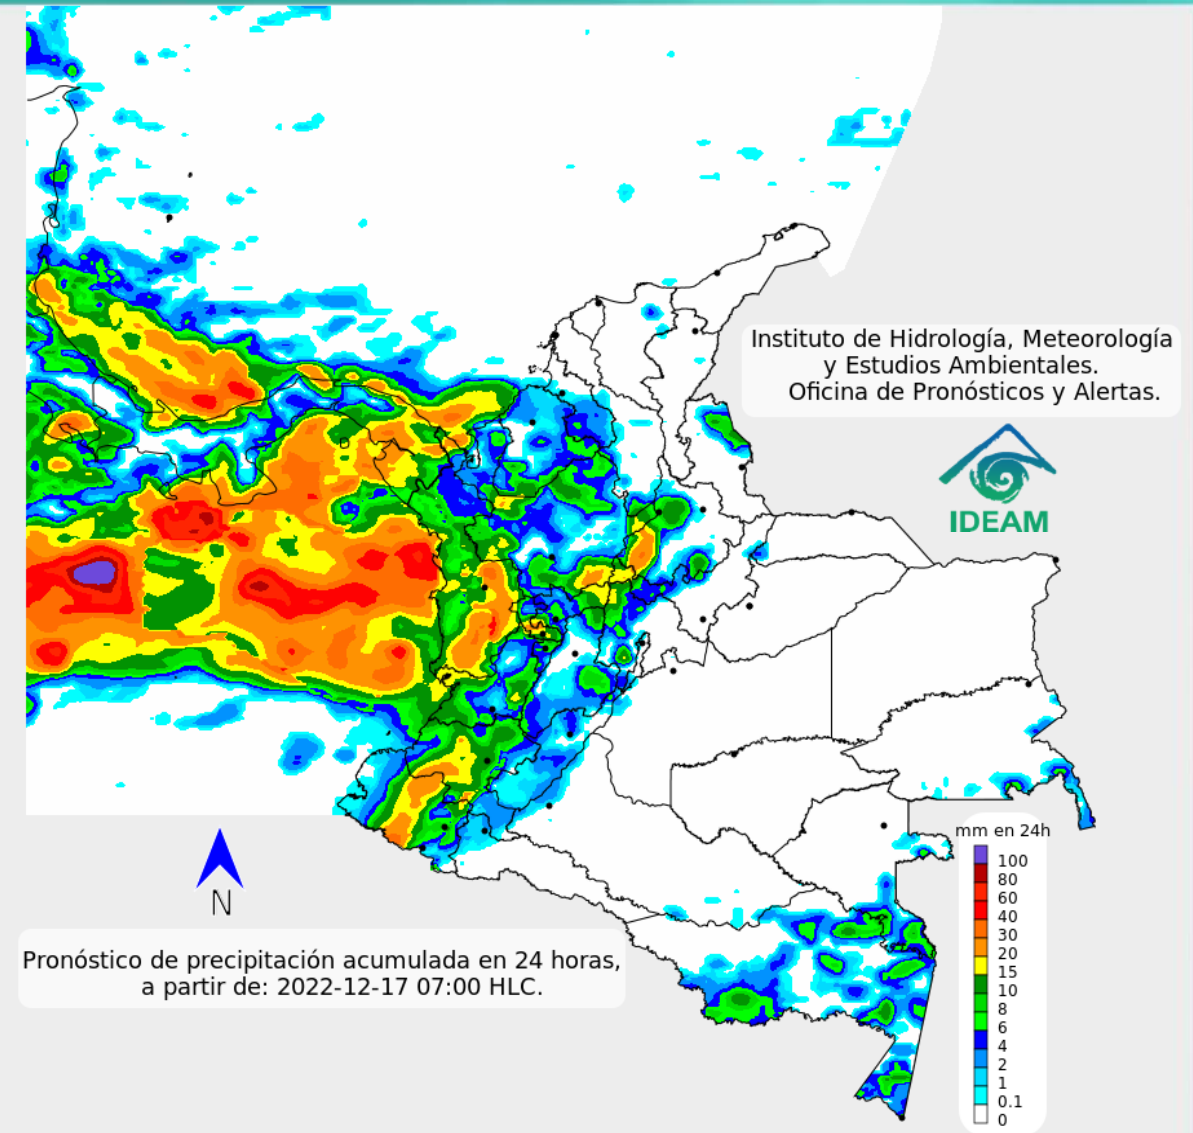 Instituto de Hidrología, Meteorología
y Estudios Ambientales.
Oficina de Pronósticos y Alertas.
IDEAM
mm en 24h
100
80
60
40
30
20
15
10
8
6
4
2
1
0.1
0
N
Pronóstico de precipitación acumulada en 24 horas,
a partir de: 2022-12-17 07:00 HLC.